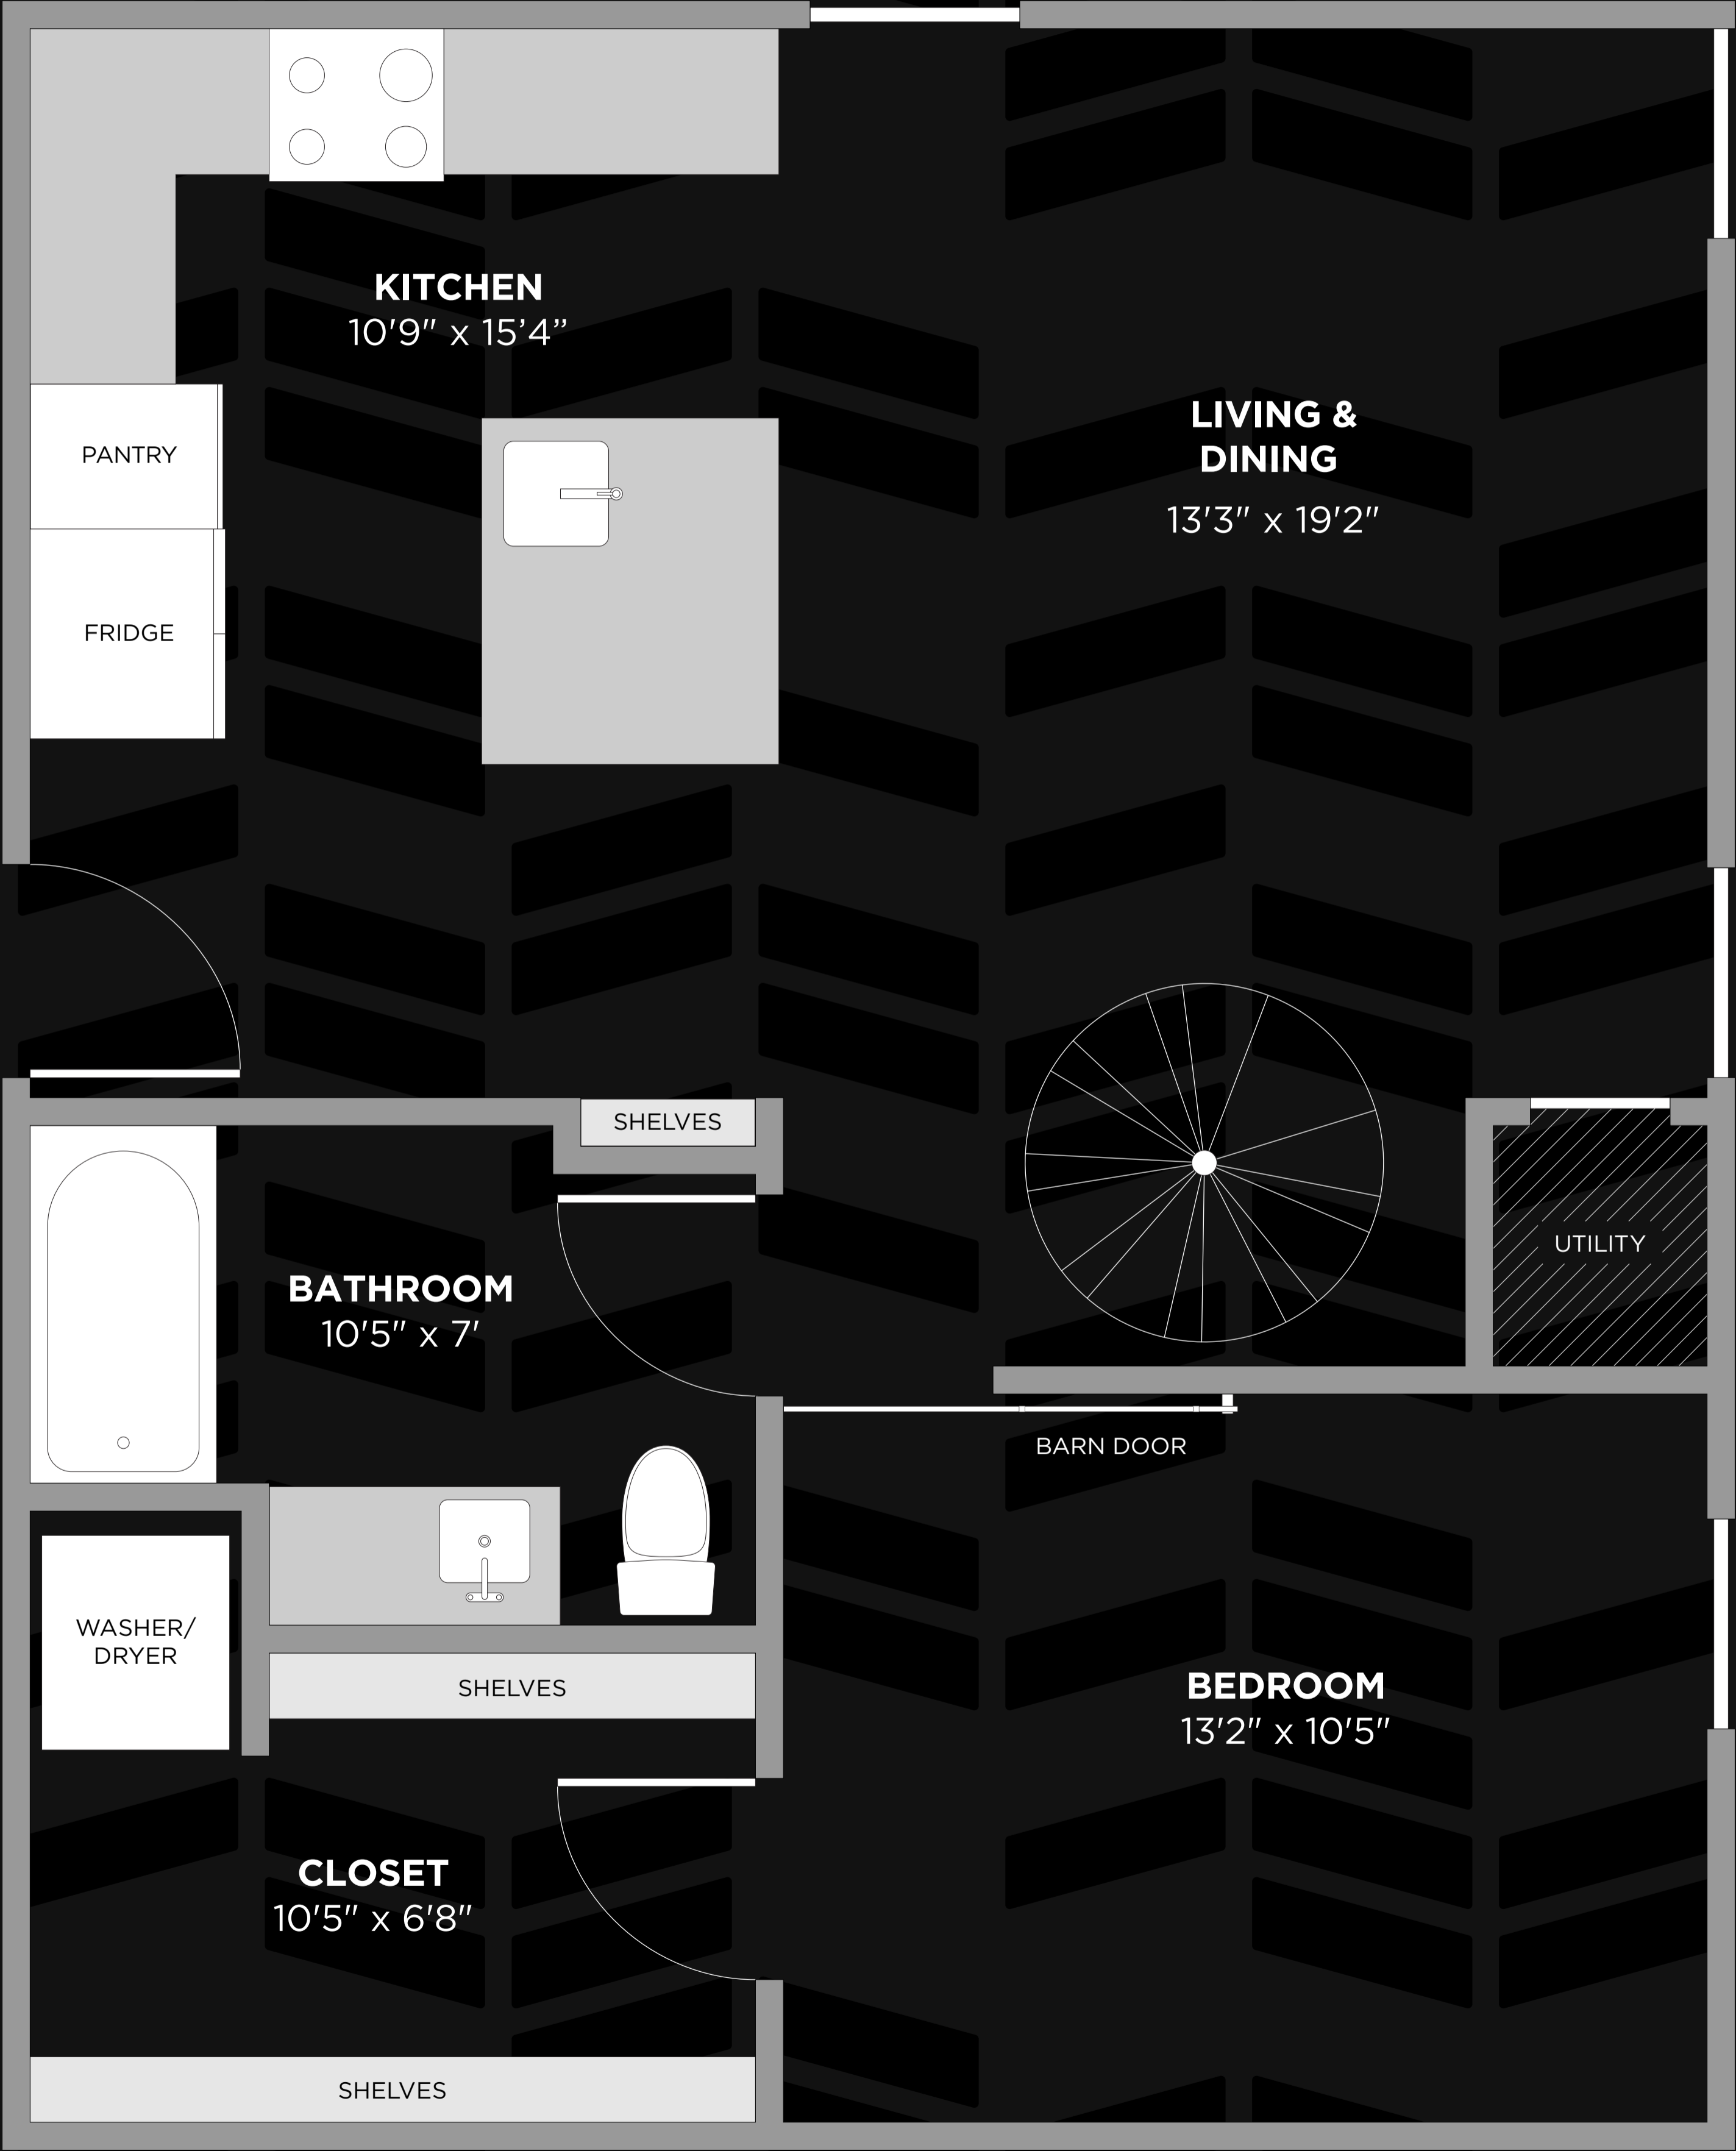 KITCHEN
10'9" x 15’4”
PANTRY
FRIDGE
LIVING &
DINING
13'3" x 19'2"
SHELVES
UTILITY
BATHROOM
10'5" x 7'
BARN DOOR
WASHER/
DRYER
SHELVES
BEDROOM
13'2" x 10'5"
CLOSET
10'5" x 6'8"
SHELVES